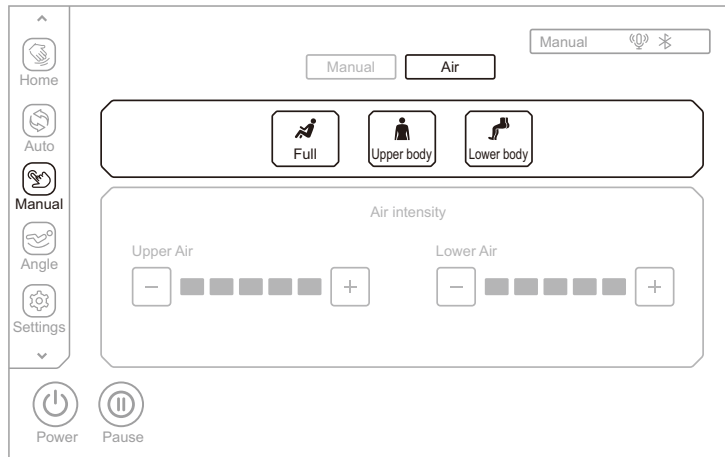 Manual
Manual Air
Home
Full Upper body Lower body
Auto
Manual
Air intensity
Upper Air Lower Air
Angle
Settings
Power Pause